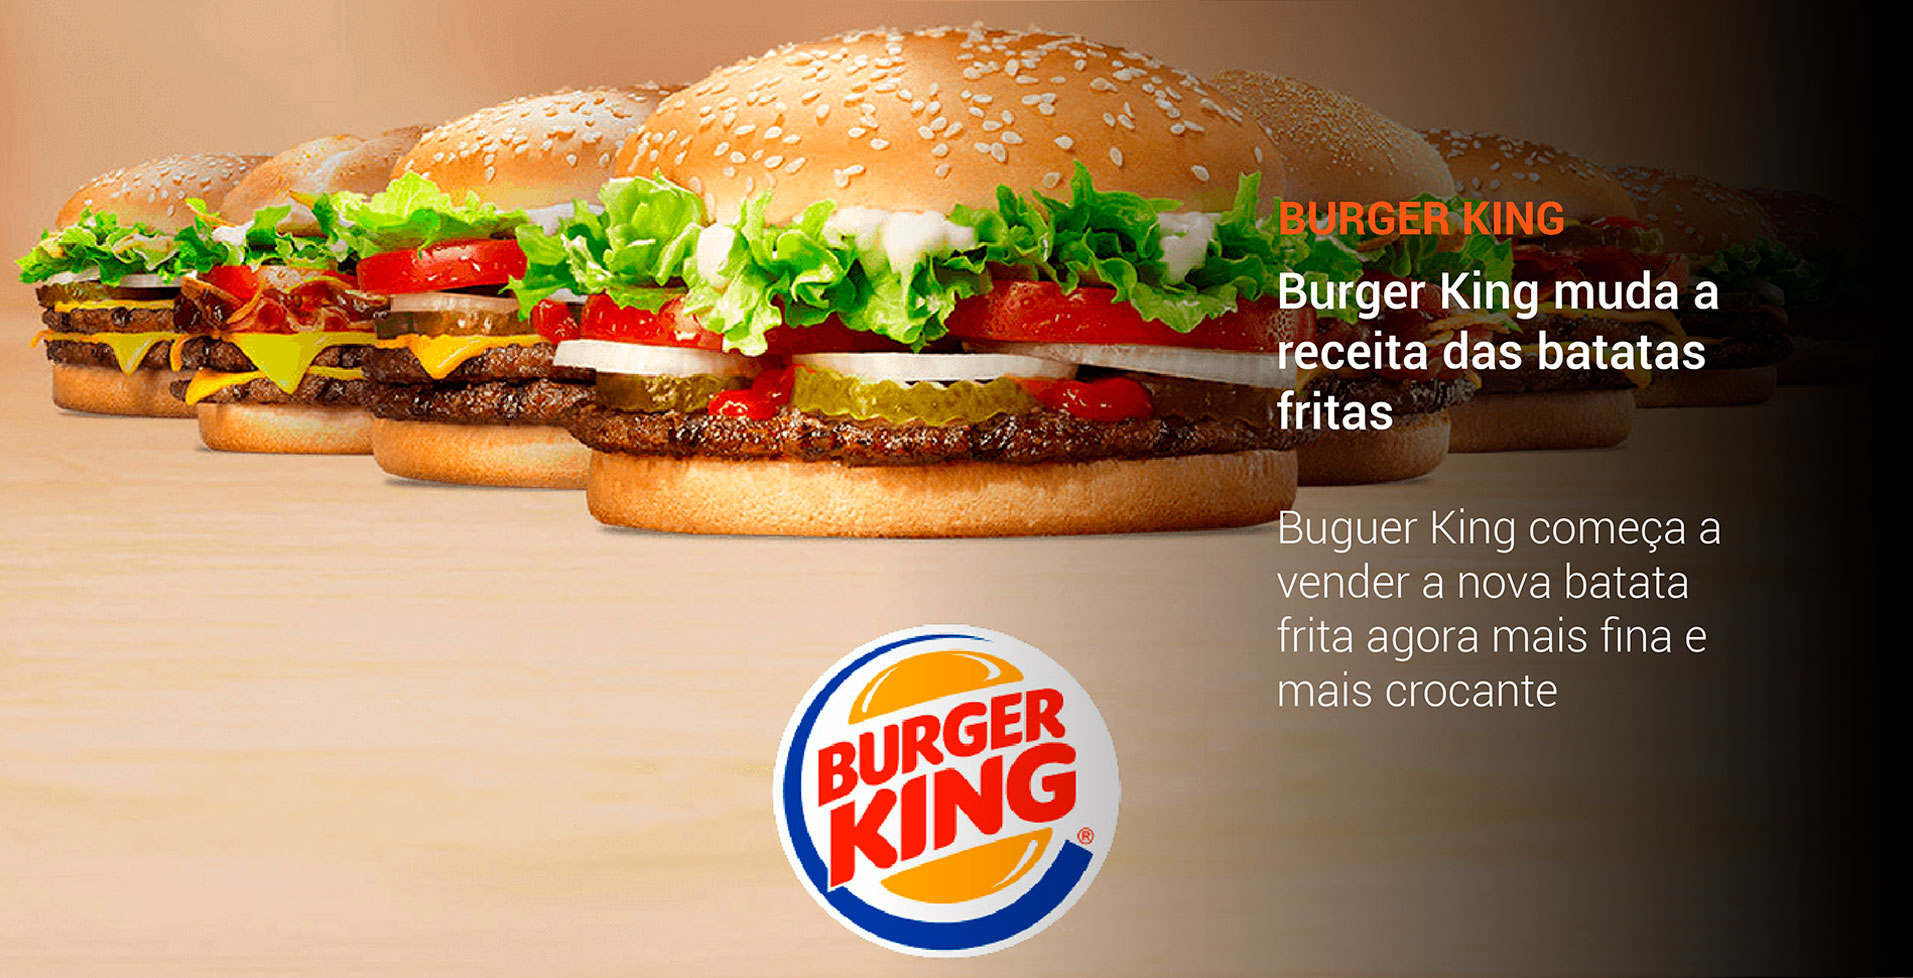 BURGER KING
Burger King muda a
receita das batatas
fritas
Buguer King começa a
vender a nova batata
frita agora mais fina e
mais crocante
BURGER
KING
®